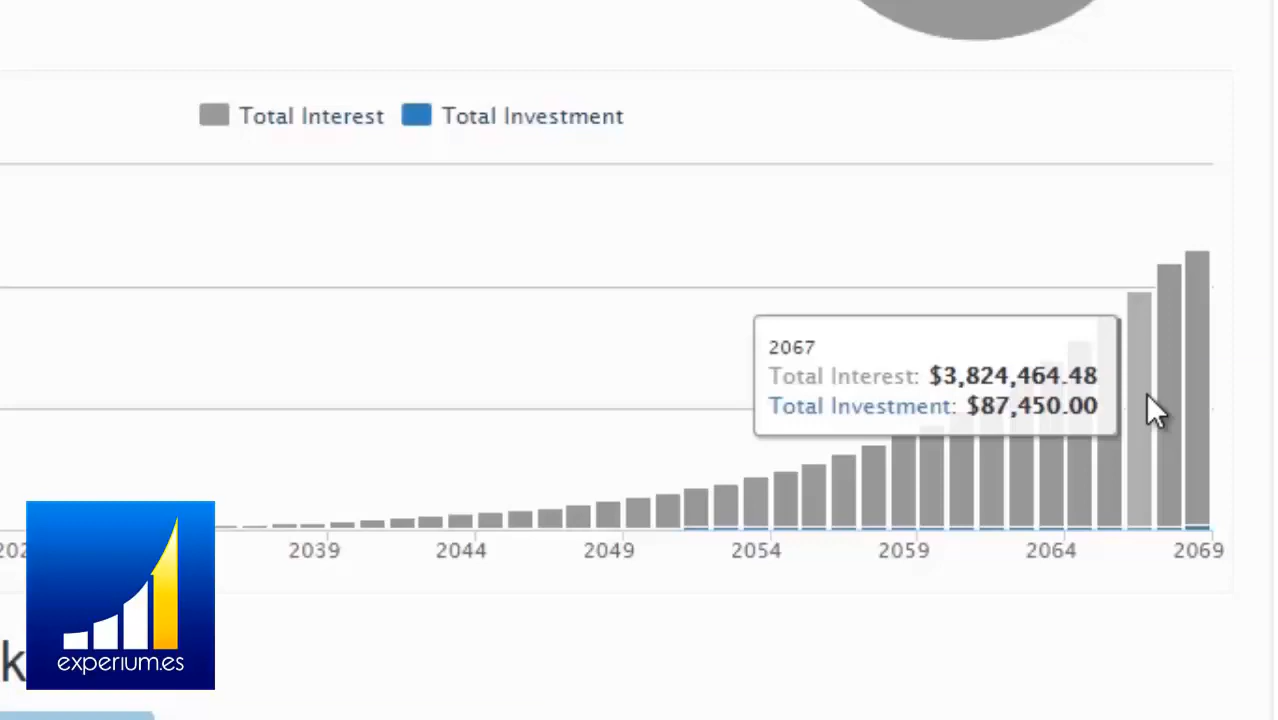 Total Interest Total Investment
2067
Total Interest: $3,824,464.48
Total Investment: $87,450.00
2039 2044 2049 2054 2059 2064 2069
experium.es